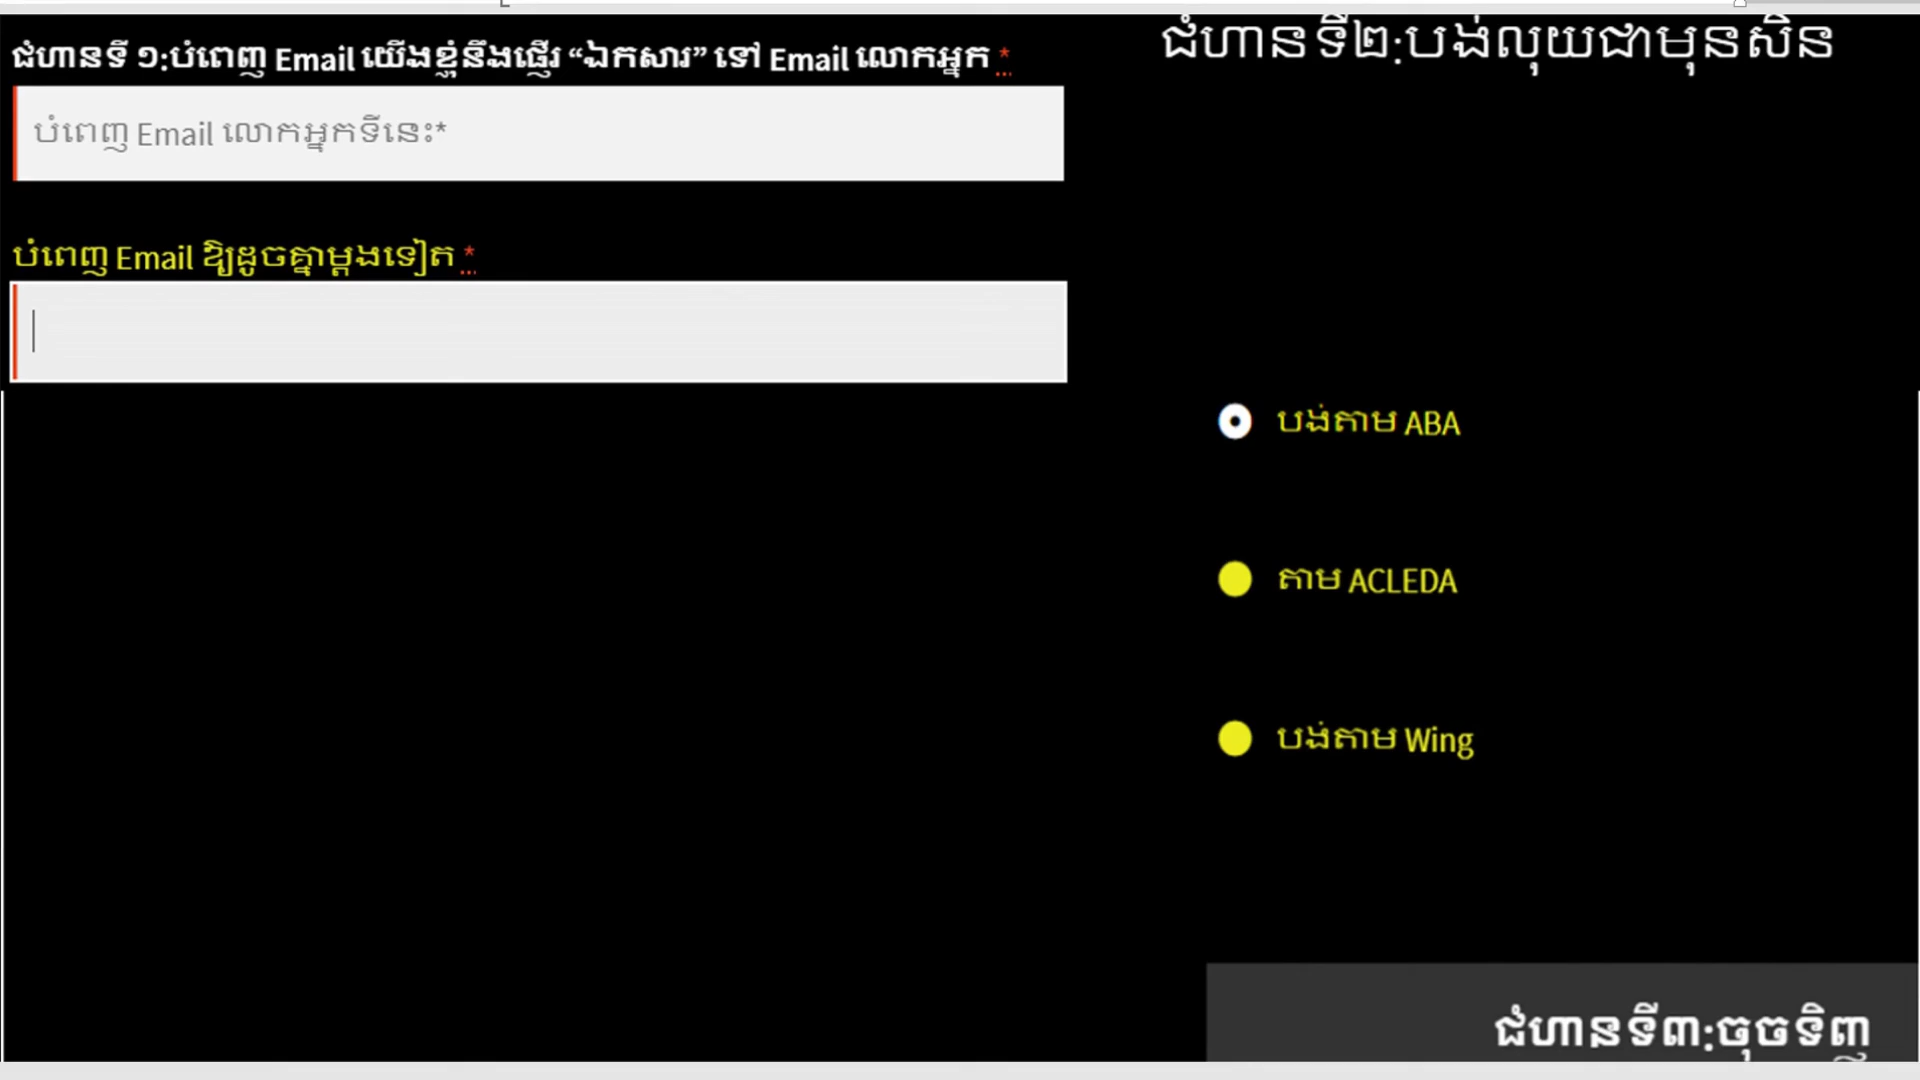 ជំហានទី ១:បំពេញ Email យើងខ្ញុំនឹងផ្ញើរ “ឯកសារ” ទៅ Email លោកអ្នក *
បំពេញ Email លោកអ្នកទីនេះ*
បំពេញ Email ឱ្យដូចគ្នាម្តងទៀត *
ជំហានទី២:បង់លុយជាមុនសិន
បង់តាម ABA
តាម ACLEDA
បង់តាម Wing
ជំហានទី៣:ចុចទិញ